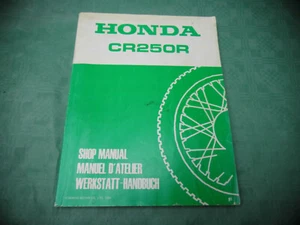 HONDA
CR250R
SHOP MANUAL
MANUEL D'ATELIER
WERKSTATT-HANDBUCH